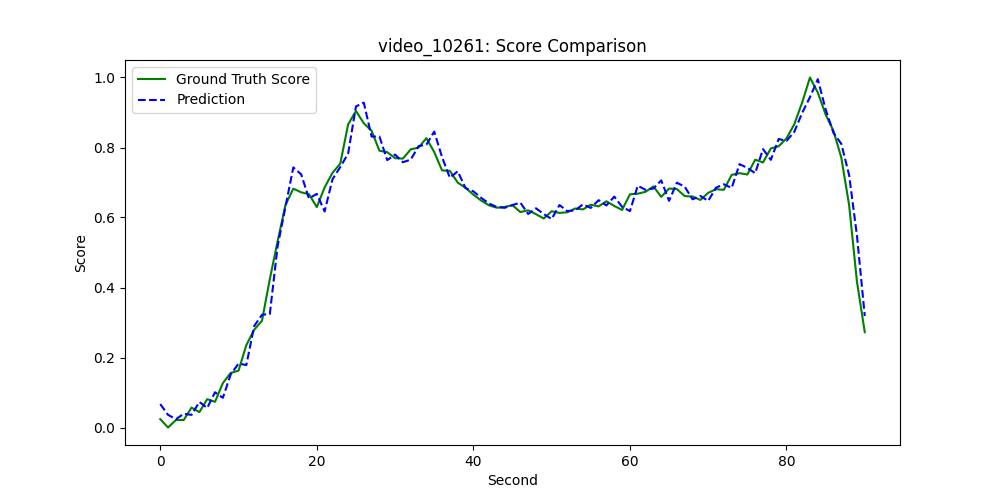 video_10261: Score Comparison
Ground Truth Score
Prediction
1.0
0.8
0.6
0.4
0.2
0.0
Score
0 20 40 60 80
Second